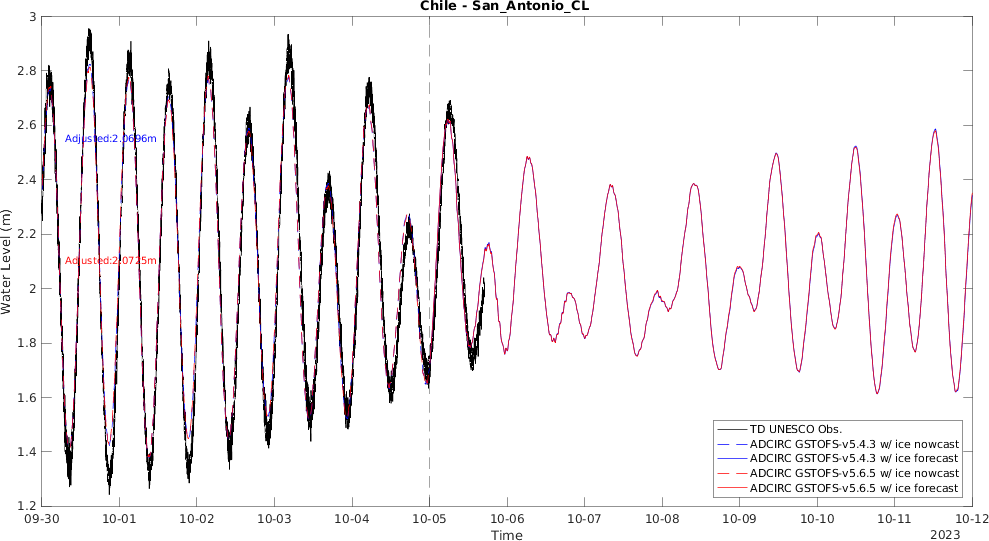 Chile - San_Antonio_CL
3
2.8
2.6
2.4
2.2
2
1.8
1.6
1.4
1.2
Water Level (m)
Adjusted:2.0696m
Adjusted:2.0725m
TD UNESCO Obs.
ADCIRC GSTOFS-v5.4.3 w/ ice nowcast
ADCIRC GSTOFS-v5.4.3 w/ ice forecast
ADCIRC GSTOFS-v5.6.5 w/ ice nowcast
ADCIRC GSTOFS-v5.6.5 w/ ice forecast
09-30 10-01 10-02 10-03 10-04 10-05 10-06 10-07 10-08 10-09 10-10 10-11 10-12
Time
2023